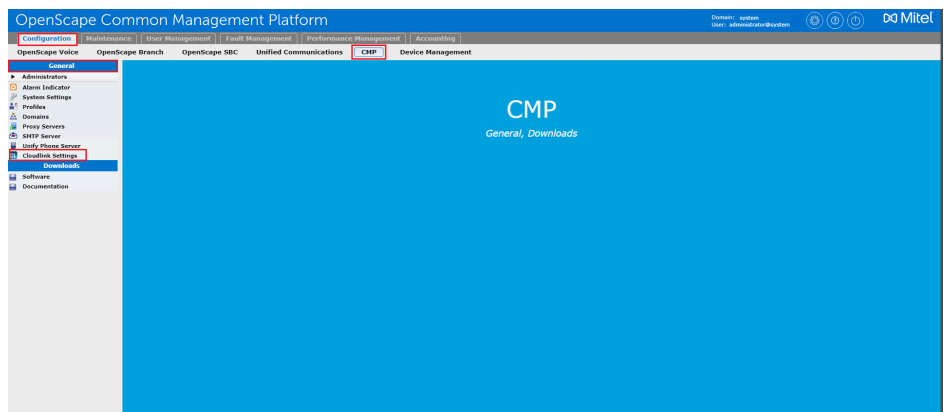 OpenScape Common Management Platform
Domain: system
User: administrator@system
Mitel
Configuration Maintenance User Management Fault Management Performance Management Accounting
OpenScape Voice OpenScape Branch OpenScape SBC Unified Communications CMP Device Management
General
Administrators
Alarm Indicator
System Settings
Profiles
Domains
Proxy Servers
SMTP Server
Unify Phone Server
Cloudlink Settings
Downloads
Software
Documentation
CMP
General, Downloads